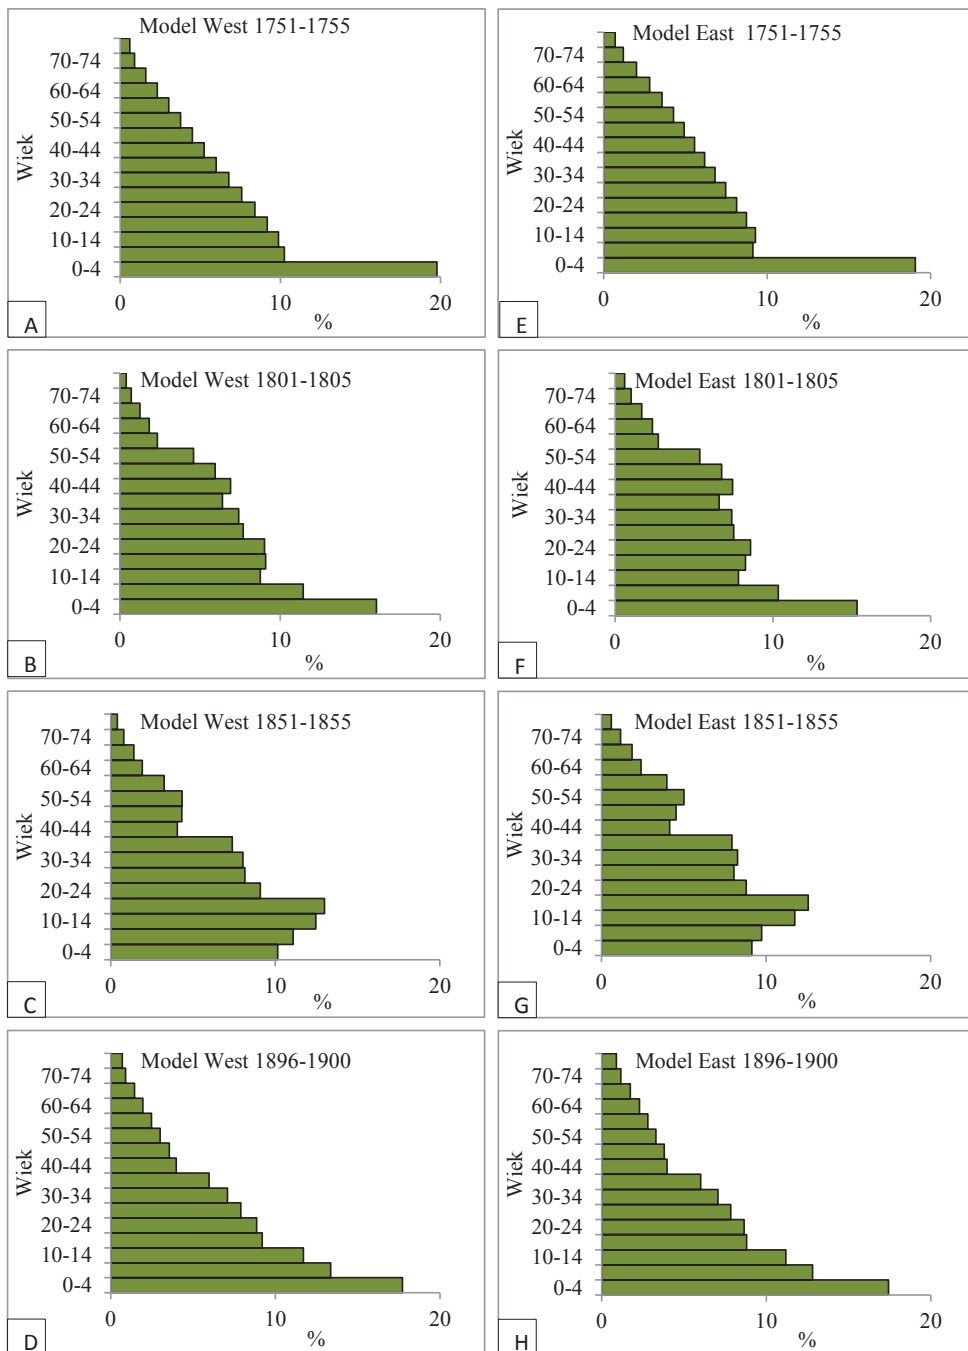 Model West 1751-1755
Wiek
70-74
60-64
50-54
40-44
30-34
20-24
10-14
0-4
0 10 20
%
A
Model East 1751-1755
Wiek
70-74
60-64
50-54
40-44
30-34
20-24
10-14
0-4
0 10 20
%
E
Model West 1801-1805
Wiek
70-74
60-64
50-54
40-44
30-34
20-24
10-14
0-4
0 10 20
%
B
Model East 1801-1805
Wiek
70-74
60-64
50-54
40-44
30-34
20-24
10-14
0-4
0 10 20
%
F
Model West 1851-1855
Wiek
70-74
60-64
50-54
40-44
30-34
20-24
10-14
0-4
0 10 20
%
C
Model East 1851-1855
Wiek
70-74
60-64
50-54
40-44
30-34
20-24
10-14
0-4
0 10 20
%
G
Model West 1896-1900
Wiek
70-74
60-64
50-54
40-44
30-34
20-24
10-14
0-4
0 10 20
%
D
Model East 1896-1900
Wiek
70-74
60-64
50-54
40-44
30-34
20-24
10-14
0-4
0 10 20
%
H